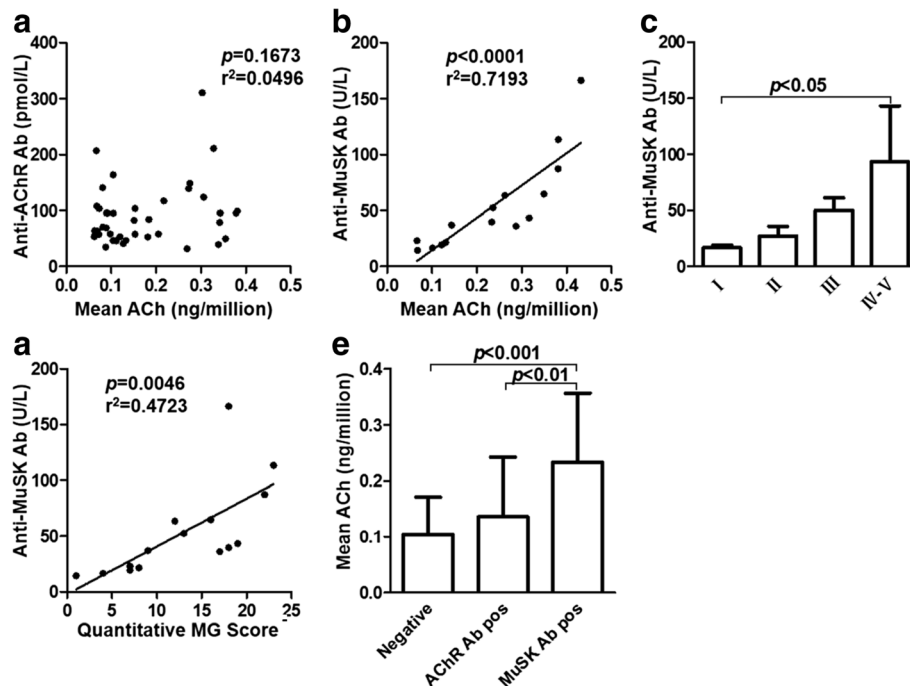 a
p=0.1673
r²=0.0496
Anti-AChR Ab (pmol/L)
400
300
200
100
0
0.0 0.1 0.2 0.3 0.4 0.5
Mean ACh (ng/million)
b
p<0.0001
r²=0.7193
Anti-MuSK Ab (U/L)
200
150
100
50
0
0.0 0.1 0.2 0.3 0.4 0.5
Mean ACh (ng/million)
c
p<0.05
Anti-MuSK Ab (U/L)
200
150
100
50
0
I II III IV-V
a
p=0.0046
r²=0.4723
Anti-MuSK Ab (U/L)
200
150
100
50
0
0 5 10 15 20 25
Quantitative MG Score
e
p<0.001
p<0.01
Mean ACh (ng/million)
0.4
0.3
0.2
0.1
0.0
Negative
AChR Ab pos
MuSK Ab pos